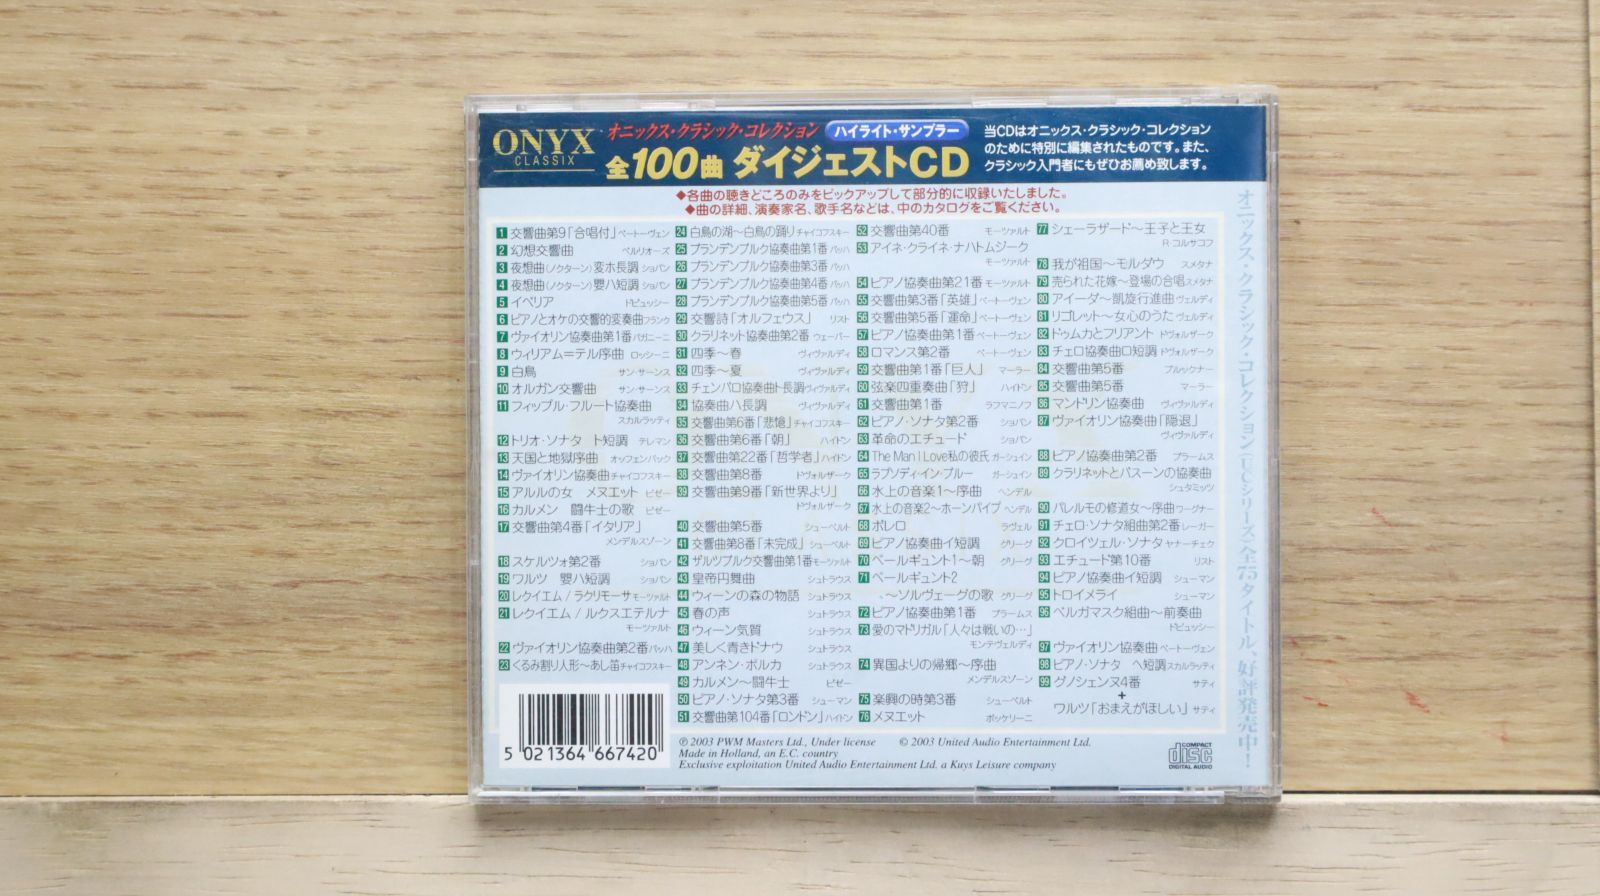 ONYX
CLASSIX
オニックス・クラシック・コレクション
ハイライト・サンプラー
全100曲 ダイジェストCD
当CDはオニックス・クラシック・コレクション
のために特別に編集されたものです。また、
クラシック入門者にもぜひお薦め致します。
◆各曲の聴きどころのみをピックアップして部分的に収録いたしました。
◆曲の詳細、演奏家名、歌手名などは、中のカタログをご覧ください。
1 交響曲第9「合唱付」 ベートーヴェン
2 幻想交響曲 ベルリオーズ
3 夜想曲(ノクターン)変ホ長調 ショパン
4 夜想曲(ノクターン)嬰ハ短調 ショパン
5 イベリア ドビュッシー
6 ピアノとオケの交響的変奏曲 フランク
7 ヴァイオリン協奏曲第1番 パガニーニ
8 ウィリアム=テル序曲 ロッシーニ
9 白鳥 サン・サーンス
10 オルガン交響曲 サン・サーンス
11 フィップル・フルート協奏曲
スカルラッティ
12 トリオ・ソナタ ト短調 テレマン
13 天国と地獄序曲 オッフェンバック
14 ヴァイオリン協奏曲 チャイコフスキー
15 アルルの女 メヌエット ビゼー
16 カルメン 闘牛士の歌 ビゼー
17 交響曲第4番「イタリア」
メンデルスゾーン
18 スケルツォ第2番 ショパン
19 ワルツ 嬰ハ短調 ショパン
20 レクイエム/ラクリモーサ モーツァルト
21 レクイエム/ルクスエテルナ
モーツァルト
22 ヴァイオリン協奏曲第2番 バッハ
23 くるみ割り人形〜あし笛 チャイコフスキー
24 白鳥の湖〜白鳥の踊り チャイコフスキー
25 ブランデンブルク協奏曲第1番 バッハ
26 ブランデンブルク協奏曲第3番 バッハ
27 ブランデンブルク協奏曲第4番 バッハ
28 ブランデンブルク協奏曲第5番 バッハ
29 交響詩「オルフェウス」 リスト
30 クラリネット協奏曲第2番 ウェーバー
31 四季〜春 ヴィヴァルディ
32 四季〜夏 ヴィヴァルディ
33 チェンバロ協奏曲ト長調 ヴィヴァルディ
34 協奏曲ハ長調 ヴィヴァルディ
35 交響曲第6番「悲愴」 チャイコフスキー
36 交響曲第6番「朝」 ハイドン
37 交響曲第22番「哲学者」 ハイドン
38 交響曲第8番 ドヴォルザーク
39 交響曲第9番「新世界より」
ドヴォルザーク
40 交響曲第5番 シューベルト
41 交響曲第8番「未完成」 シューベルト
42 ザルツブルク交響曲第1番 モーツァルト
43 皇帝円舞曲 シュトラウス
44 ウィーンの森の物語 シュトラウス
45 春の声 シュトラウス
46 ウィーン気質 シュトラウス
47 美しく青きドナウ シュトラウス
48 アンネン・ポルカ シュトラウス
49 カルメン〜闘牛士 ビゼー
50 ピアノ・ソナタ第3番 シューマン
51 交響曲第104番「ロンドン」 ハイドン
52 交響曲第40番 モーツァルト
53 アイネ・クライネ・ナハトムジーク
モーツァルト
54 ピアノ協奏曲第21番 モーツァルト
55 交響曲第3番「英雄」 ベートーヴェン
56 交響曲第5番「運命」 ベートーヴェン
57 ピアノ協奏曲第1番 ベートーヴェン
58 ロマンス第2番 ベートーヴェン
59 交響曲第1番「巨人」 マーラー
60 弦楽四重奏曲「狩」 ハイドン
61 交響曲第1番 ラフマニノフ
62 ピアノ・ソナタ第2番 ショパン
63 革命のエチュード ショパン
64 The Man I Love私の彼氏 ガーシュイン
65 ラプソディ・イン・ブルー ガーシュイン
66 水上の音楽1〜序曲 ヘンデル
67 水上の音楽2〜ホーンパイプ ヘンデル
68 ボレロ ラヴェル
69 ピアノ協奏曲イ短調 グリーグ
70 ペールギュント1〜朝 グリーグ
71 ペールギュント2
〜ソルヴェーグの歌 グリーグ
72 ピアノ協奏曲第1番 ブラームス
73 愛のマドリガル「人々は戦いの…」
モンテヴェルディ
74 異国よりの帰郷〜序曲
メンデルスゾーン
75 楽興の時第3番 シューベルト
76 メヌエット ボッケリーニ
77 シェーラザード〜王子と王女
R・コルサコフ
78 我が祖国〜モルダウ スメタナ
79 売られた花嫁〜登場の合唱 スメタナ
80 アイーダ〜凱旋行進曲 ヴェルディ
81 リゴレット〜女心のうた ヴェルディ
82 ドゥムカとフリアント ドヴォルザーク
83 チェロ協奏曲ロ短調 ドヴォルザーク
84 交響曲第5番 ブルックナー
85 交響曲第5番 マーラー
86 マンドリン協奏曲 ヴィヴァルディ
87 ヴァイオリン協奏曲「隠退」
ヴィヴァルディ
88 ピアノ協奏曲第2番 ブラームス
89 クラリネットとバスーンの協奏曲
シュタミッツ
90 パレルモの修道女〜序曲 ワーグナー
91 チェロ・ソナタ組曲第2番 レーガー
92 クロイツェル・ソナタ ヤナーチェク
93 エチュード第10番 リスト
94 ピアノ協奏曲イ短調 シューマン
95 トロイメライ シューマン
96 ベルガマスク組曲〜前奏曲
ドビュッシー
97 ヴァイオリン協奏曲 ベートーヴェン
98 ピアノ・ソナタ ヘ短調 スカルラッティ
99 グノシェンヌ4番 サティ
+
ワルツ「おまえがほしい」 サティ
オニックス・クラシック・コレクション(UCシリーズ)全75タイトル、好評発売中!
5 021364 667420
℗ 2003 PWM Masters Ltd., Under license © 2003 United Audio Entertainment Ltd.
Made in Holland, an E.C. country
Exclusive exploitation United Audio Entertainment Ltd. a Kuys Leisure company
COMPACT
disc
DIGITAL AUDIO